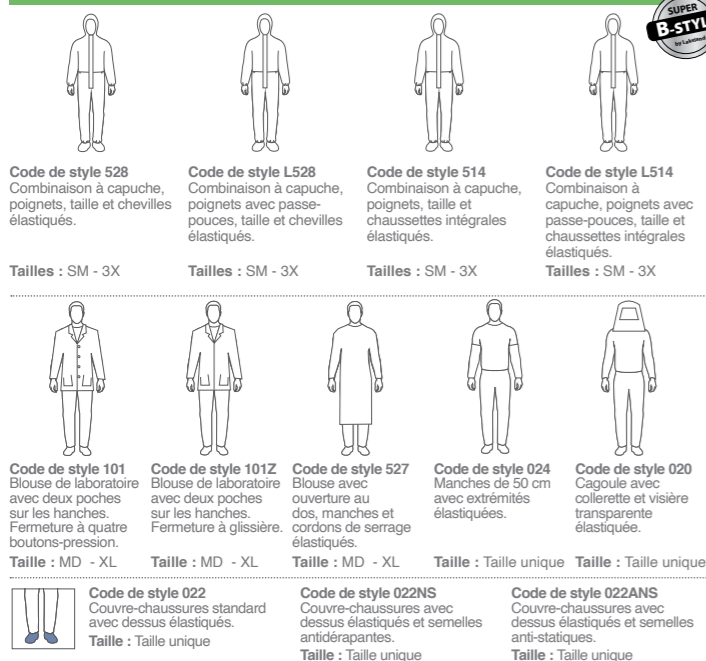 SUPER
B-STYL
by Lakeland
Code de style 528
Combinaison à capuche,
poignets, taille et chevilles
élastiqués.
Tailles : SM - 3X
Code de style L528
Combinaison à capuche,
poignets avec passe-
pouces, taille et chevilles
élastiqués.
Tailles : SM - 3X
Code de style 514
Combinaison à capuche,
poignets, taille et
chaussettes intégrales
élastiqués.
Tailles : SM - 3X
Code de style L514
Combinaison à
capuche, poignets avec
passe-pouces, taille et
chaussettes intégrales
élastiqués.
Tailles : SM - 3X
Code de style 101
Blouse de laboratoire
avec deux poches
sur les hanches.
Fermeture à quatre
boutons-pression.
Taille : MD - XL
Code de style 101Z
Blouse de laboratoire
avec deux poches
sur les hanches.
Fermeture à glissière.
Taille : MD - XL
Code de style 527
Blouse avec
ouverture au
dos, manches et
cordons de serrage
élastiqués.
Taille : MD - XL
Code de style 024
Manches de 50 cm
avec extrémités
élastiquées.
Taille : Taille unique
Code de style 020
Cagoule avec
collerette et visière
transparente
élastiquée.
Taille : Taille unique
Code de style 022
Couvre-chaussures standard
avec dessus élastiqués.
Taille : Taille unique
Code de style 022NS
Couvre-chaussures avec
dessus élastiqués et semelles
antidérapantes.
Taille : Taille unique
Code de style 022ANS
Couvre-chaussures avec
dessus élastiqués et semelles
anti-statiques.
Taille : Taille unique